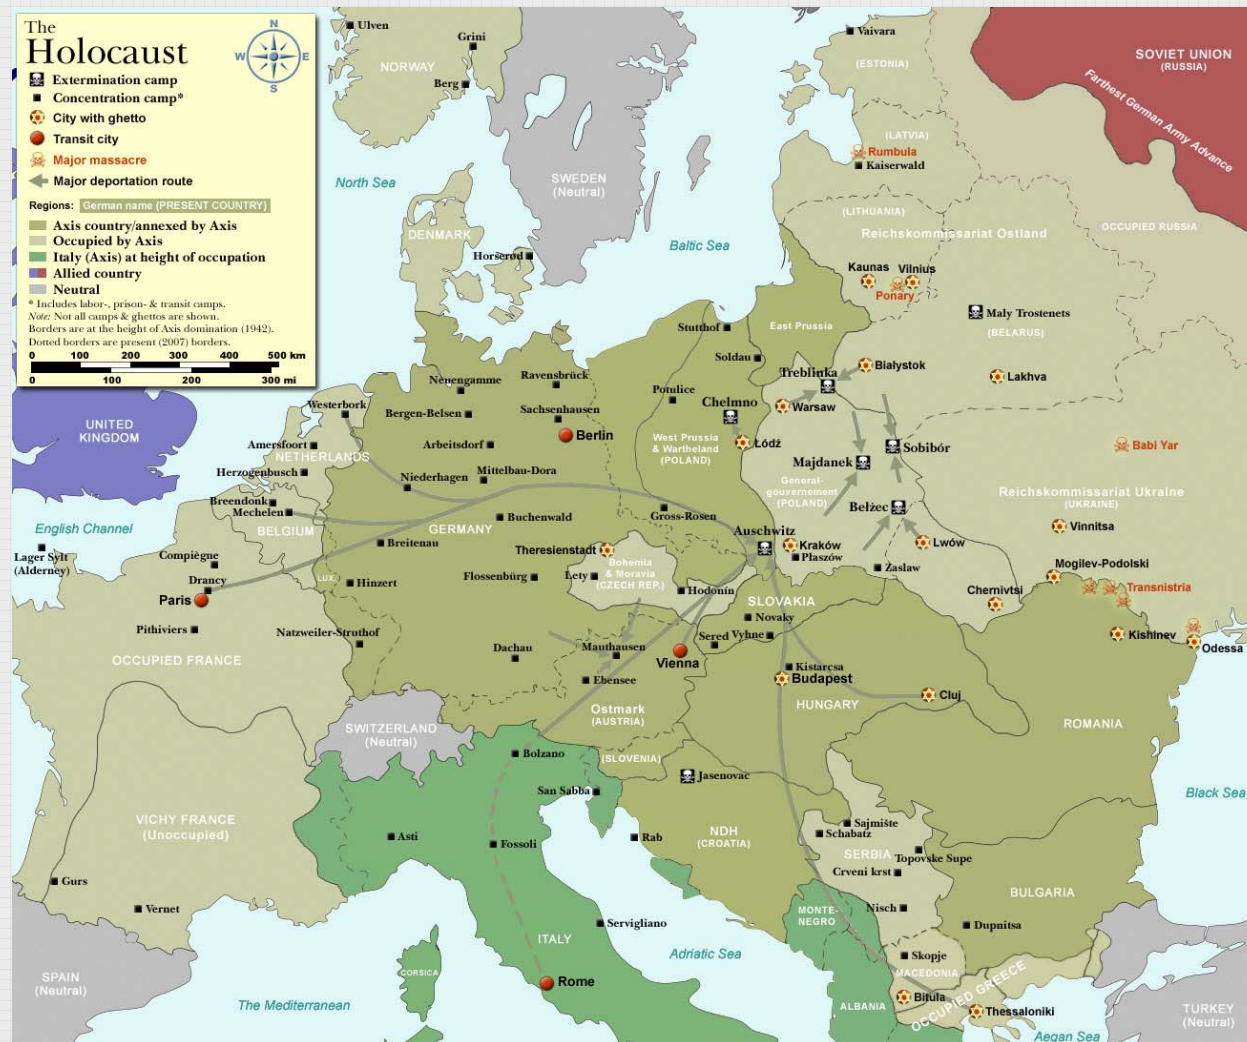 The
Holocaust
N
W E
S
Extermination camp
Concentration camp*
City with ghetto
Transit city
Major massacre
Major deportation route
Regions: German name (PRESENT COUNTRY)
Axis country/annexed by Axis
Occupied by Axis
Italy (Axis) at height of occupation
Allied country
Neutral
* Includes labor-, prison- & transit camps.
Note: Not all camps & ghettos are shown.
Borders are at the height of Axis domination (1942).
Dotted borders are present (2007) borders.
0 100 200 300 400 500 km
0 100 200 300 mi
Ulven
Grini
NORWAY
Berg
Vaivara
(ESTONIA)
SOVIET UNION
(RUSSIA)
Farthest German Army Advance
(LATVIA)
Rumbula
Kaiserwald
North Sea
SWEDEN
(Neutral)
(LITHUANIA)
Reichskommissariat Ostland
OCCUPIED RUSSIA
DENMARK
Baltic Sea
Horserød
Kaunas
Vilnius
Ponary
Maly Trostenets
(BELARUS)
East Prussia
Stutthof
Soldau
Treblinka
Białystok
Lakhva
Neuengamme
Ravensbrück
Potulice
Chełmno
Warsaw
Westerbork
Bergen-Belsen
Sachsenhausen
Berlin
UNITED
KINGDOM
Amersfoort
NETHERLANDS
Arbeitsdorf
West Prussia
& Wartheland
(POLAND)
Łódź
Sobibór
Babi Yar
Majdanek
Herzogenbusch
Niederhagen
Mittelbau-Dora
General-
gouvernement
(POLAND)
Reichskommissariat Ukraine
(UKRAINE)
Breendonk
Mechelen
Bełżec
English Channel
BELGIUM
GERMANY
Buchenwald
Gross-Rosen
Vinnitsa
Auschwitz
Kraków
Płaszów
Lwów
Lager Sylt
(Alderney)
Compiègne
Breitenau
Theresienstadt
Bohemia
& Moravia
(CZECH REP.)
Zasław
Mogilev-Podolski
Drancy
LUX.
Hinzert
Flossenbürg
Lety
Hodonín
Chernivtsi
Transnistria
Paris
SLOVAKIA
Novaky
Pithiviers
Natzweiler-Struthof
Sered
Vyhne
Kishinev
Odessa
Dachau
Mauthausen
Vienna
OCCUPIED FRANCE
Kistarcsa
Budapest
Ebensee
HUNGARY
Cluj
SWITZERLAND
(Neutral)
Ostmark
(AUSTRIA)
ROMANIA
Bolzano
(SLOVENIA)
Jasenovac
San Sabba
Black Sea
VICHY FRANCE
(Unoccupied)
Asti
Fossoli
Rab
NDH
(CROATIA)
Sajmište
Schabatz
SERBIA
Topovske Supe
Crveni krst
Gurs
Vernet
BULGARIA
MONTE-
NEGRO
Nisch
Dupnitsa
Servigliano
ITALY
Adriatic Sea
Skopje
MACEDONIA
SPAIN
(Neutral)
CORSICA
Rome
The Mediterranean
ALBANIA
Bitula
OCCUPIED GREECE
Thessaloniki
TURKEY
(Neutral)
Aegan Sea